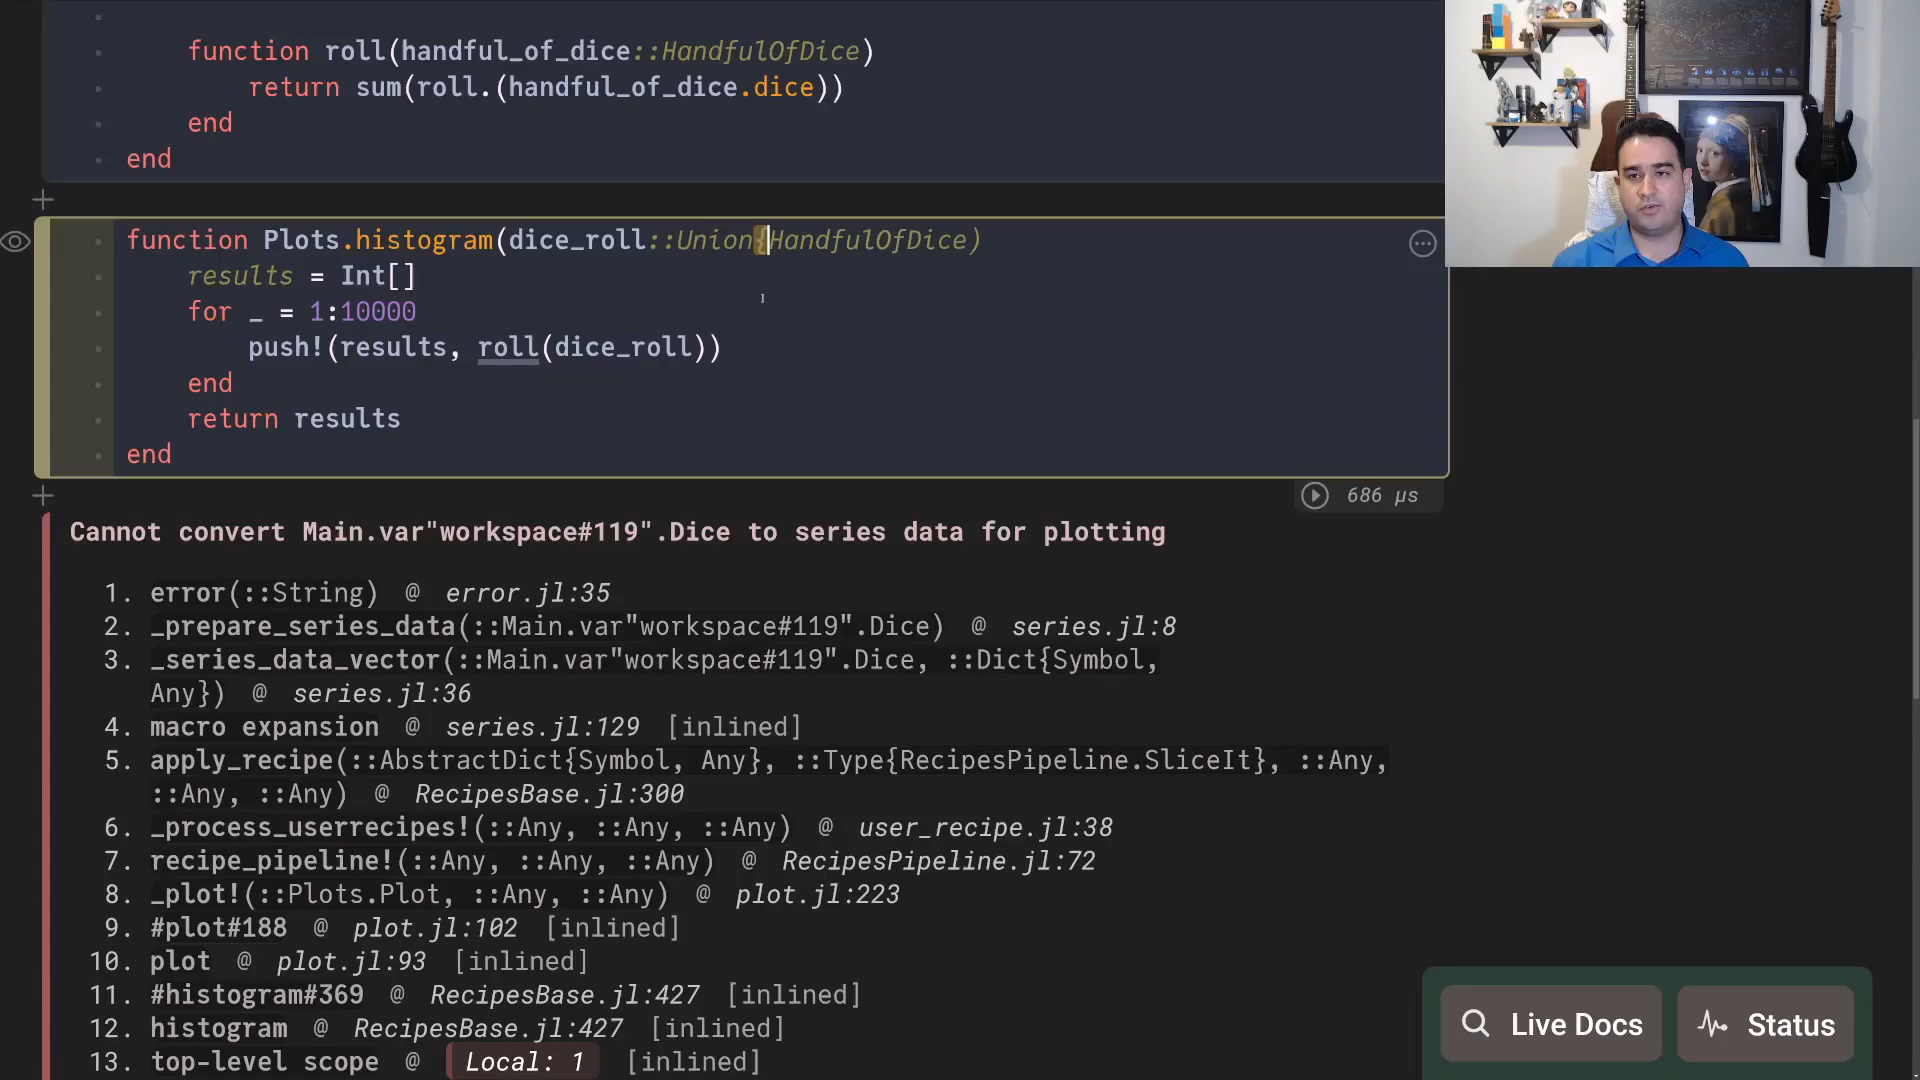 function roll(handful_of_dice::HandfulOfDice)
return sum(roll.(handful_of_dice.dice))
end
end
function Plots.histogram(dice_roll::Union{HandfulOfDice)
results = Int[]
for _ = 1:10000
push!(results, roll(dice_roll))
end
return results
end
686 μs
Cannot convert Main.var"workspace#119".Dice to series data for plotting
1. error(::String) @ error.jl:35
2. _prepare_series_data(::Main.var"workspace#119".Dice) @ series.jl:8
3. _series_data_vector(::Main.var"workspace#119".Dice, ::Dict{Symbol,
Any}) @ series.jl:36
4. macro expansion @ series.jl:129 [inlined]
5. apply_recipe(::AbstractDict{Symbol, Any}, ::Type{RecipesPipeline.SliceIt}, ::Any,
::Any, ::Any) @ RecipesBase.jl:300
6. _process_userrecipes!(::Any, ::Any, ::Any) @ user_recipe.jl:38
7. recipe_pipeline!(::Any, ::Any, ::Any) @ RecipesPipeline.jl:72
8. _plot!(::Plots.Plot, ::Any, ::Any) @ plot.jl:223
9. #plot#188 @ plot.jl:102 [inlined]
10. plot @ plot.jl:93 [inlined]
11. #histogram#369 @ RecipesBase.jl:427 [inlined]
12. histogram @ RecipesBase.jl:427 [inlined]
13. top-level scope @ Local: 1 [inlined]
Live Docs
Status